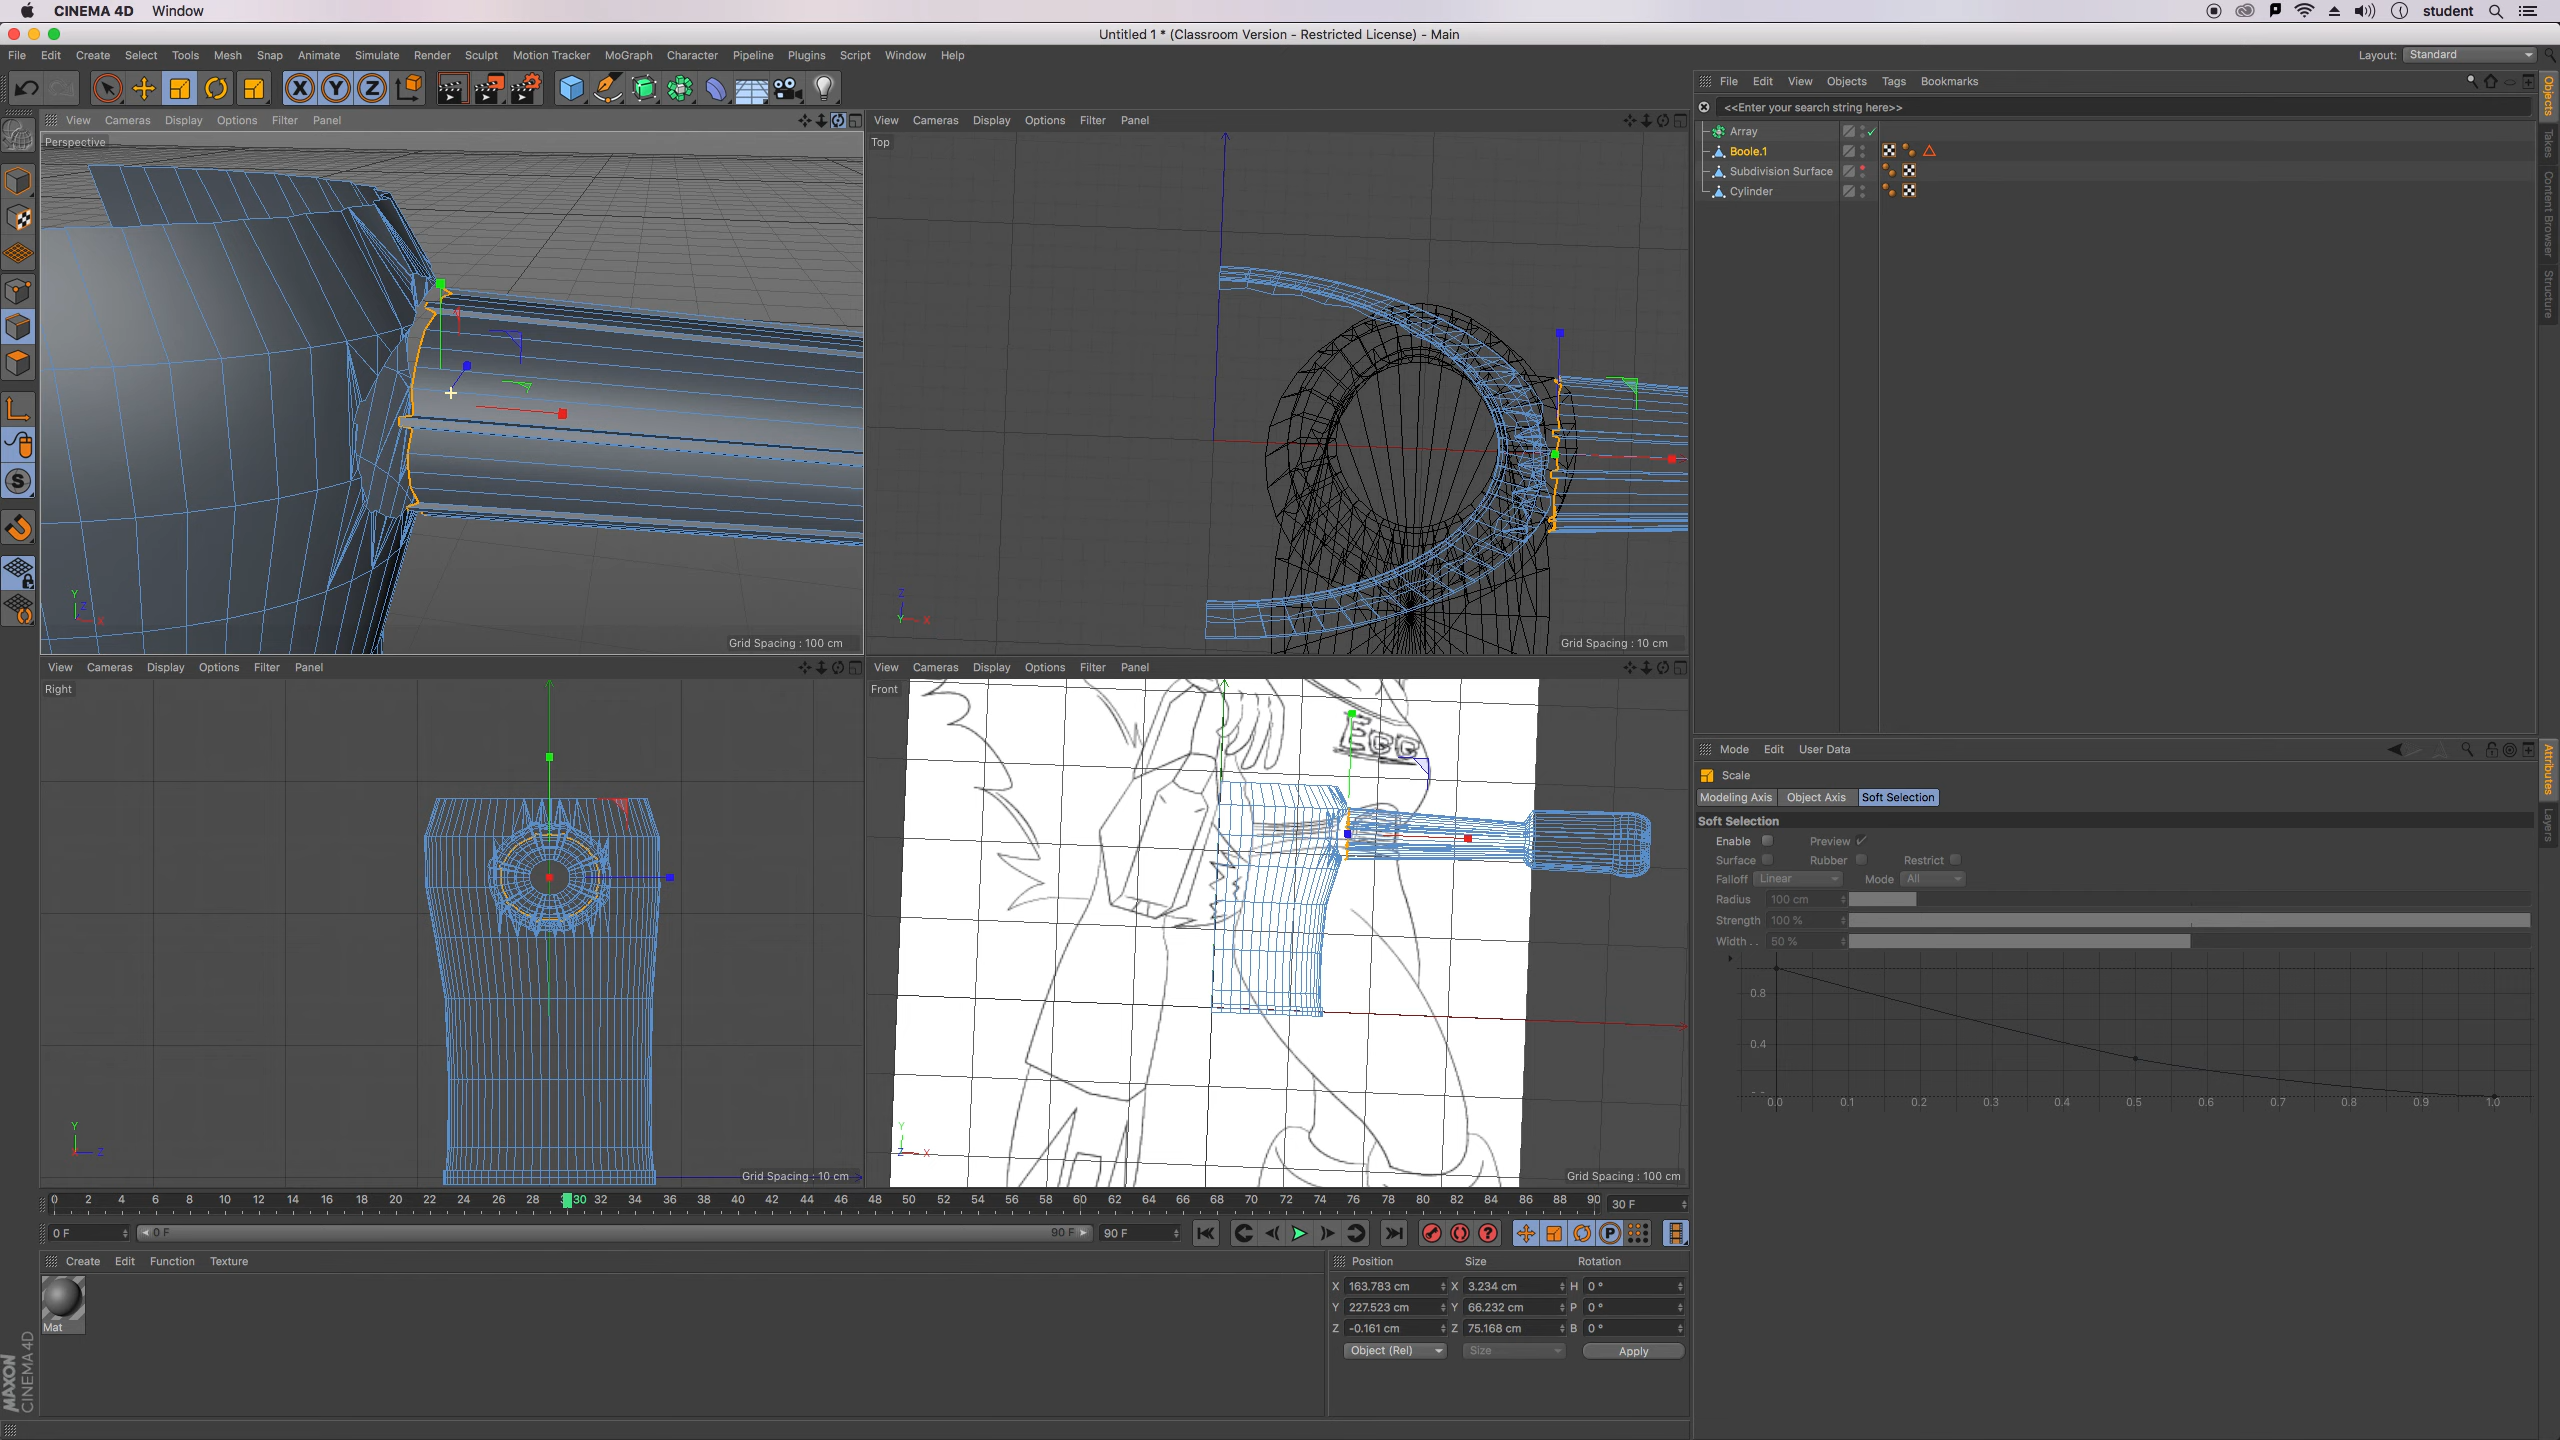 CINEMA 4D Window
student
Untitled 1 * (Classroom Version - Restricted License) - Main
File Edit Create Select Tools Mesh Snap Animate Simulate Render Sculpt Motion Tracker MoGraph Character Pipeline Plugins Script Window Help
Layout: Standard
File Edit View Objects Tags Bookmarks
<<Enter your search string here>>
Array
Boole.1
Subdivision Surface
Cylinder
Objects
Takes
Content Browser
Structure
View Cameras Display Options Filter Panel
Perspective
Grid Spacing : 100 cm
View Cameras Display Options Filter Panel
Top
Grid Spacing : 10 cm
View Cameras Display Options Filter Panel
Right
Grid Spacing : 10 cm
View Cameras Display Options Filter Panel
Front
EGG
Grid Spacing : 100 cm
Mode Edit User Data
Scale
Modeling Axis Object Axis Soft Selection
Soft Selection
Enable Preview
Surface Rubber Restrict
Falloff Linear Mode All
Radius 100 cm
Strength 100 %
Width . . 50 %
0.8
0.4
0.0 0.1 0.2 0.3 0.4 0.5 0.6 0.7 0.8 0.9 1.0
Attributes
Layers
0 2 4 6 8 10 12 14 16 18 20 22 24 26 28 30 32 34 36 38 40 42 44 46 48 50 52 54 56 58 60 62 64 66 68 70 72 74 76 78 80 82 84 86 88 90
30 F
0 F
0 F 90 F
90 F
Create Edit Function Texture
Mat
Position Size Rotation
X 163.783 cm X 3.234 cm H 0 °
Y 227.523 cm Y 66.232 cm P 0 °
Z -0.161 cm Z 75.168 cm B 0 °
Object (Rel) Size Apply
MAXON
CINEMA 4D